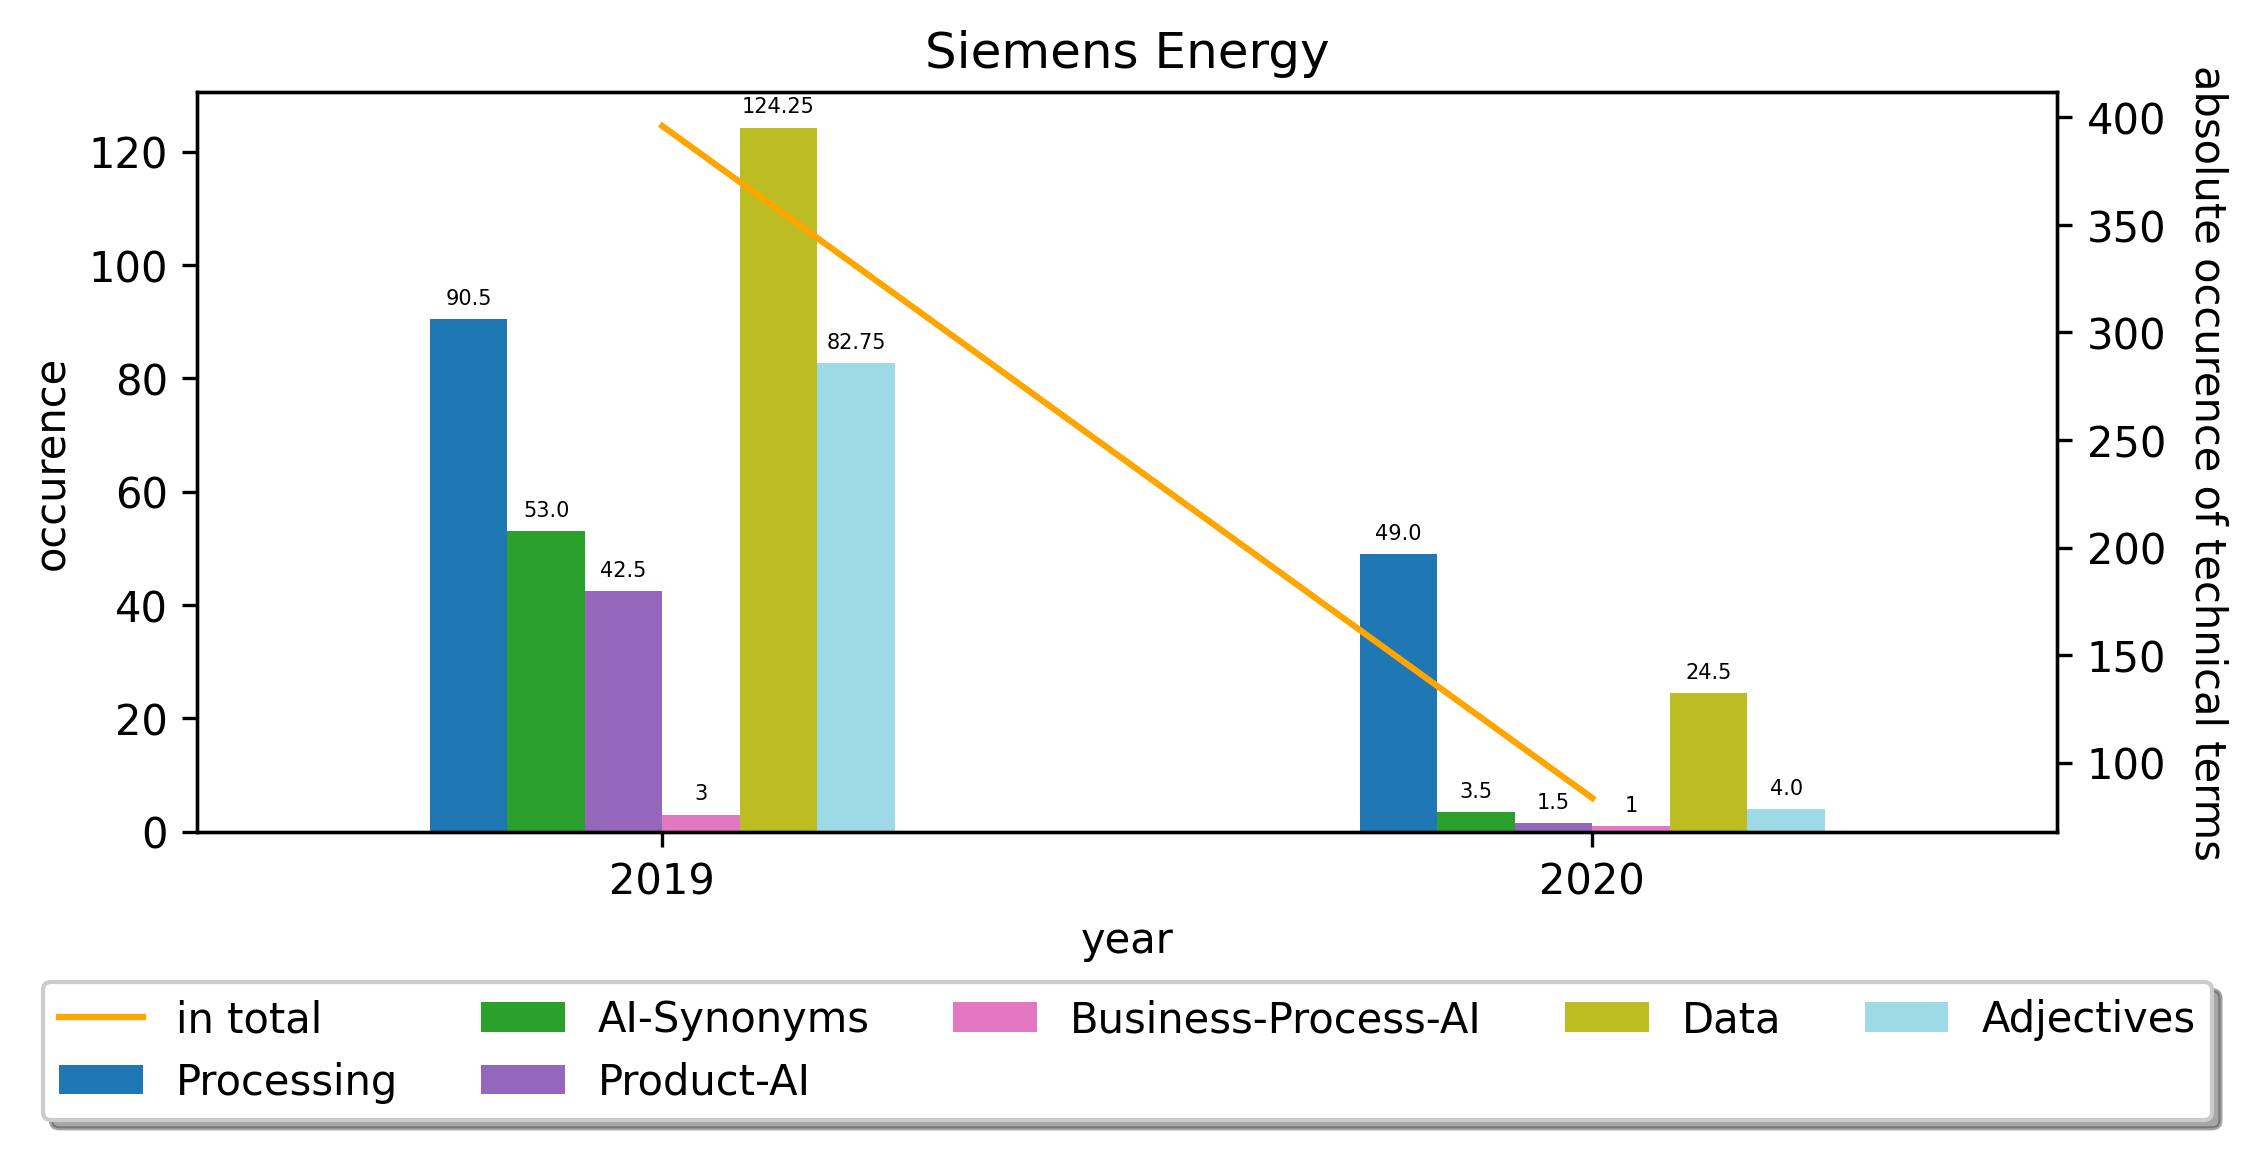 Siemens Energy
occurence
120
100
80
60
40
20
0
90.5
53.0
42.5
3
124.25
82.75
49.0
3.5
1.5
1
24.5
4.0
400
350
300
250
200
150
100
absolute occurence of technical terms
2019
2020
year
in total
AI-Synonyms
Business-Process-AI
Data
Adjectives
Processing
Product-AI